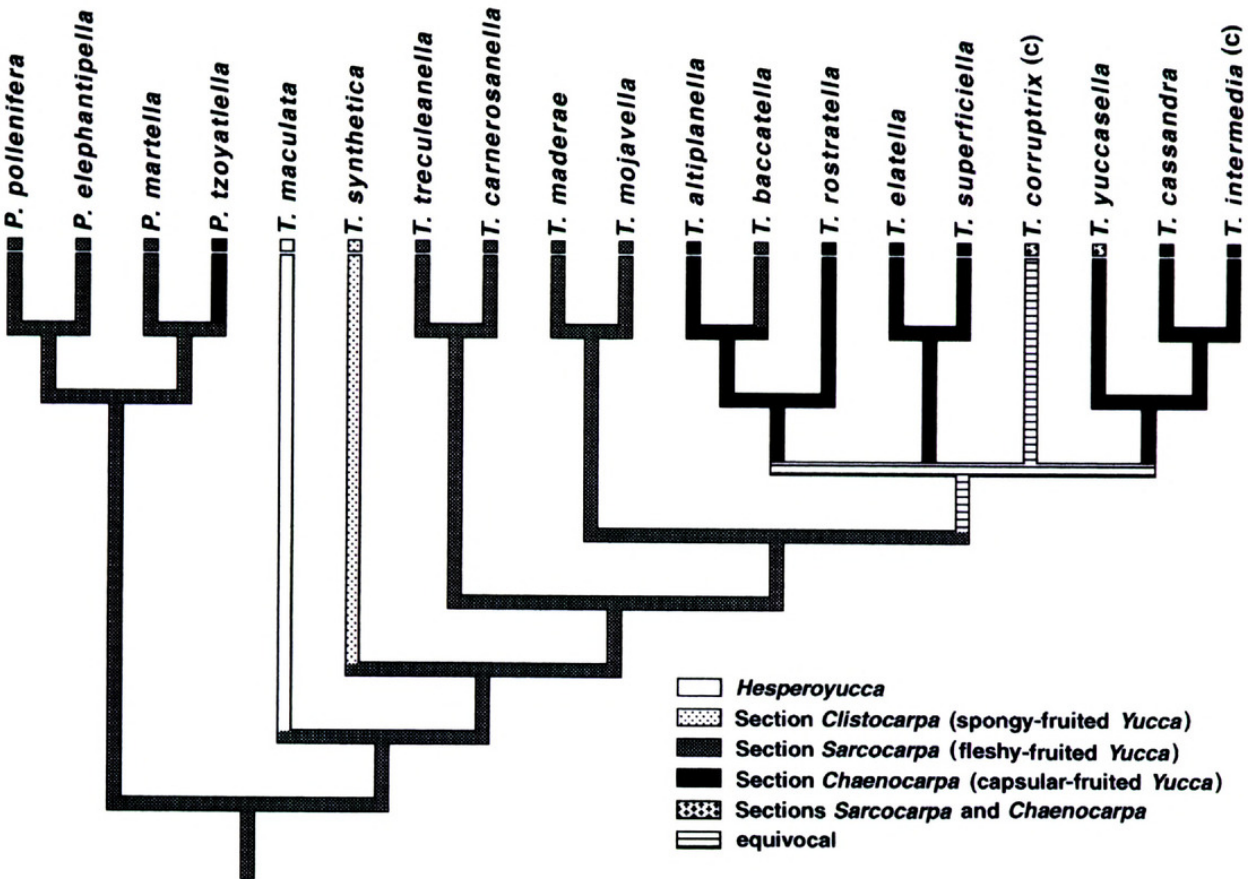 P. pollenifera
P. elephantipella
P. martella
P. tzoyatlella
T. maculata
T. synthetica
T. treculeanella
T. carnerosanella
T. maderae
T. mojavella
T. altiplanella
T. baccatella
T. rostratella
T. elatella
T. superficiella
T. corruptrix (c)
T. yuccasella
T. cassandra
T. intermedia (c)
Hesperoyucca
Section Clistocarpa (spongy-fruited Yucca)
Section Sarcocarpa (fleshy-fruited Yucca)
Section Chaenocarpa (capsular-fruited Yucca)
Sections Sarcocarpa and Chaenocarpa
equivocal